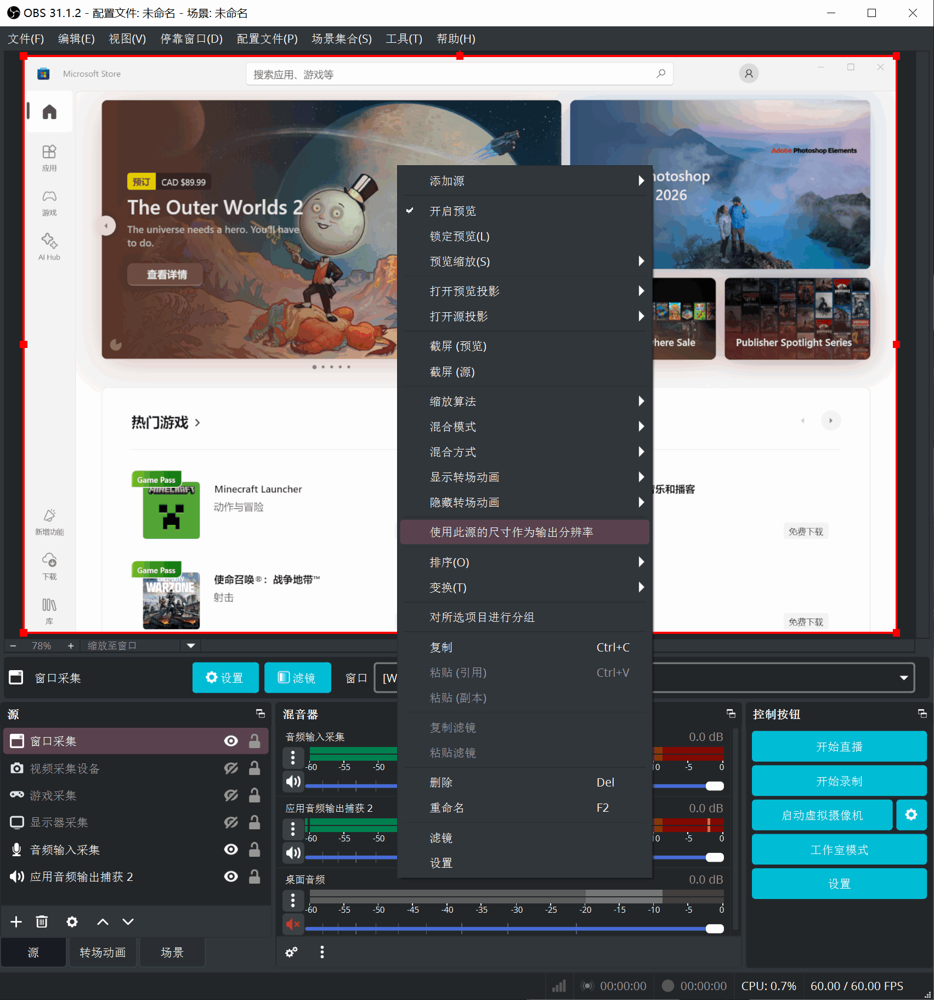 OBS 31.1.2 - 配置文件: 未命名 - 场景: 未命名
文件(F) 编辑(E) 视图(V) 停靠窗口(D) 配置文件(P) 场景集合(S) 工具(T) 帮助(H)
Microsoft Store
搜索应用、游戏等
应用
游戏
AI Hub
新增功能
下载
库
预订 CAD $89.99
The Outer Worlds 2
The universe needs a hero. You'll have
to do.
查看详情
Adobe Photoshop Elements
hotoshop
2026
here Sale
Publisher Spotlight Series
热门游戏
Game Pass
MINECRAFT
Minecraft Launcher
动作与冒险
Game Pass
CALL OF DUTY
WARZONE
使命召唤®：战争地带™
射击
音乐和播客
免费下载
免费下载
添加源
开启预览
锁定预览(L)
预览缩放(S)
打开预览投影
打开源投影
截屏 (预览)
截屏 (源)
缩放算法
混合模式
混合方式
显示转场动画
隐藏转场动画
使用此源的尺寸作为输出分辨率
排序(O)
变换(T)
对所选项目进行分组
复制 Ctrl+C
粘贴 (引用) Ctrl+V
粘贴 (副本)
复制滤镜
粘贴滤镜
删除 Del
重命名 F2
滤镜
设置
78% 缩放至窗口
窗口采集 设置 滤镜 窗口 [W
源
窗口采集
视频采集设备
游戏采集
显示器采集
音频输入采集
应用音频输出捕获 2
源 转场动画 场景
混音器
音频输入采集 0.0 dB
-60 -55 -50 10 -5 0
应用音频输出捕获 2 0.0 dB
-60 -55 -50 10 -5 0
桌面音频 0.0 dB
-60 -55 -50 -45 -40 -35 -30 -25 -20 -15 -10 -5 0
控制按钮
开始直播
开始录制
启动虚拟摄像机
工作室模式
设置
00:00:00 00:00:00 CPU: 0.7% 60.00 / 60.00 FPS